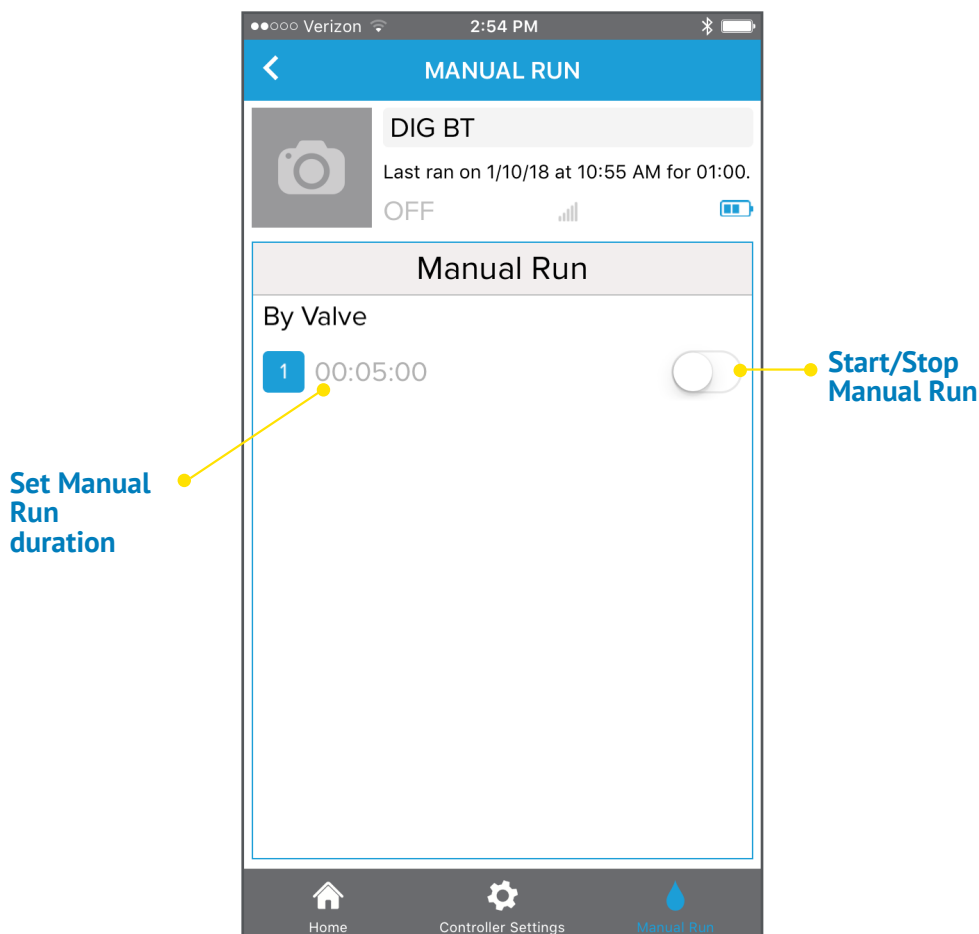 Verizon 2:54 PM
MANUAL RUN
DIG BT
Last ran on 1/10/18 at 10:55 AM for 01:00.
OFF
Manual Run
By Valve
1 00:05:00
Start/Stop
Manual Run
Set Manual
Run
duration
Home Controller Settings Manual Run